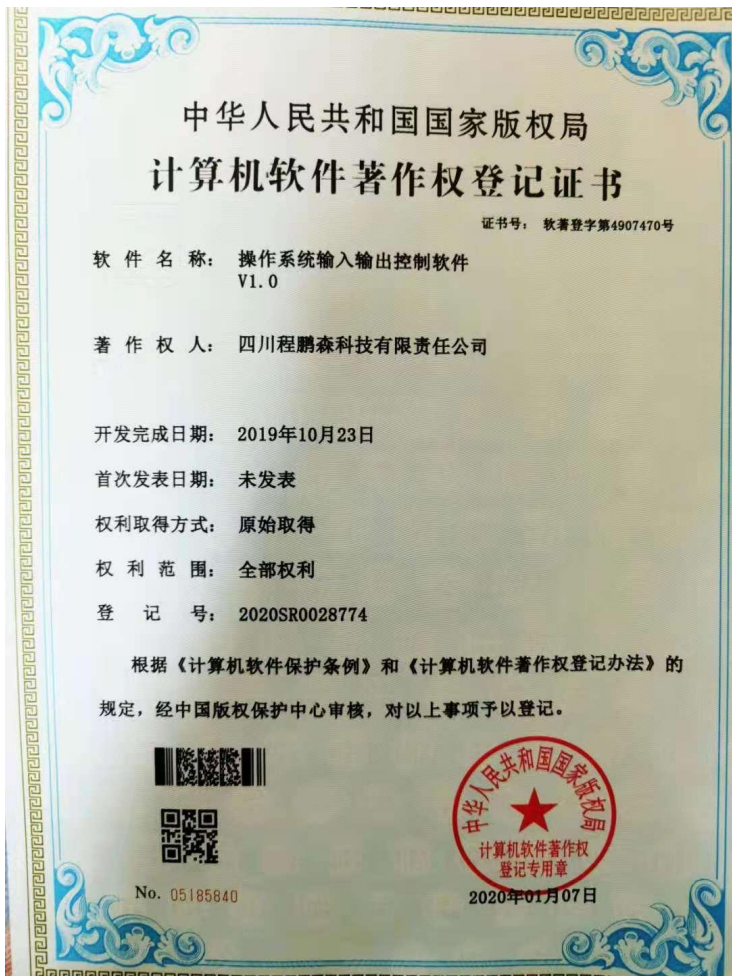 中华人民共和国国家版权局
计算机软件著作权登记证书
证书号： 软著登字第4907470号
软件名称： 操作系统输入输出控制软件
V1.0
著作权人： 四川程鹏森科技有限责任公司
开发完成日期： 2019年10月23日
首次发表日期： 未发表
权利取得方式： 原始取得
权利范围： 全部权利
登记号： 2020SR0028774
根据《计算机软件保护条例》和《计算机软件著作权登记办法》的
规定，经中国版权保护中心审核，对以上事项予以登记。
中华人民共和国国家版权局
计算机软件著作权
登记专用章
No. 05185840
2020年01月07日